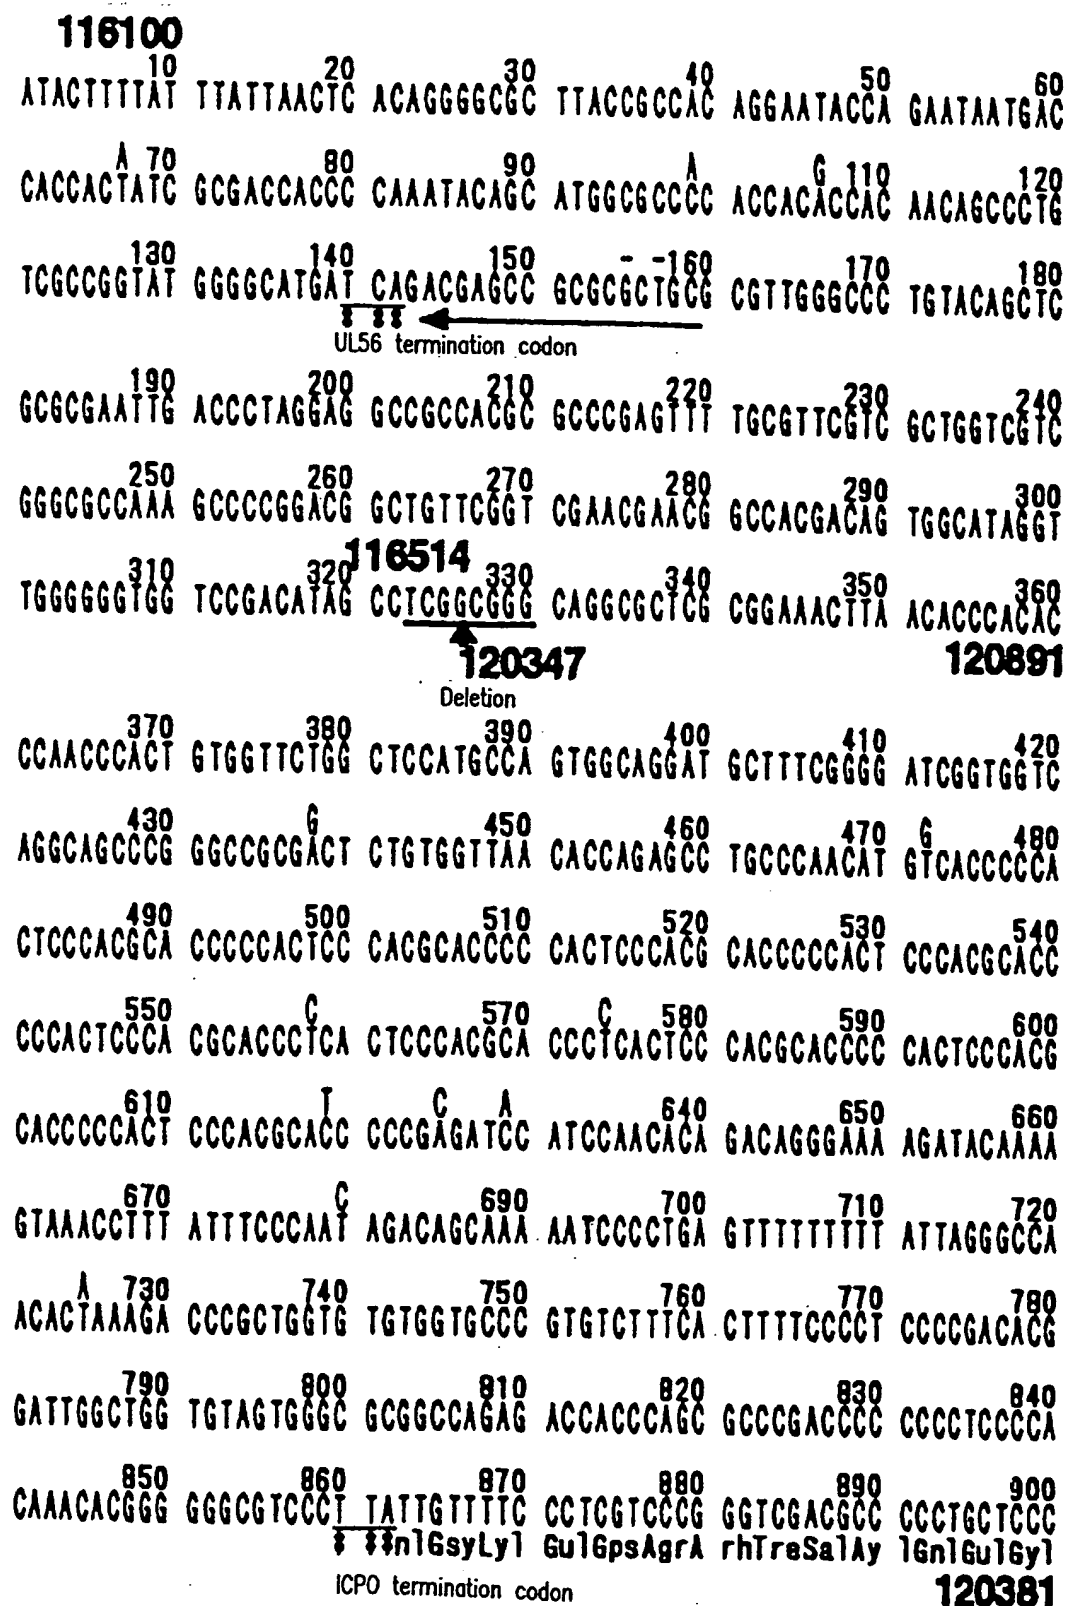 116100
10 20 30 40 50 60
ATACTTTTAT TTATTAACTC ACAGGGGCGC TTACCGCCAC AGGAATACCA GAATAATGAC
A 70 80 90 A G 110 120
CACCACTATC GCGACCACCC CAAATACAGC ATGGCGCCCC ACCACACCAC AACAGCCCTG
130 140 150 - -160 170 180
TCGCCGGTAT GGGGCATGAT CAGACGAGCC GCGCGCTGCG CGTTGGGCCC TGTACAGCTC
UL56 termination codon
190 200 210 220 230 240
GCGCGAATTG ACCCTAGGAG GCCGCCACGC GCCCGAGTTT TGCGTTCGTC GCTGGTCGTC
250 260 270 280 290 300
GGGCGCCAAA GCCCCGGACG GCTGTTCGGT CGAACGAACG GCCACGACAG TGGCATAGGT
116514
310 320 330 340 350 360
TGGGGGGTGG TCCGACATAG CCTCGGCGGG CAGGCGCTCG CGGAAACTTA ACACCCACAC
120347 120891
Deletion
370 380 390 400 410 420
CCAACCCACT GTGGTTCTGG CTCCATGCCA GTGGCAGGAT GCTTTCGGGG ATCGGTGGTC
430 G 450 460 470 G 480
AGGCAGCCCG GGCCGCGACT CTGTGGTTAA CACCAGAGCC TGCCCAACAT GTCACCCCCA
490 500 510 520 530 540
CTCCCACGCA CCCCCACTCC CACGCACCCC CACTCCCACG CACCCCCACT CCCACGCACC
550 C 570 C 580 590 600
CCCACTCCCA CGCACCCTCA CTCCCACGCA CCCTCACTCC CACGCACCCC CACTCCCACG
610 T C A 640 650 660
CACCCCCACT CCCACGCACC CCCGAGATCC ATCCAACACA GACAGGGAAA AGATACAAAA
670 C 690 700 710 720
GTAAACCTTT ATTTCCCAAT AGACAGCAAA AATCCCCTGA GTTTTTTTTT ATTAGGGCCA
A 730 740 750 760 770 780
ACACTAAAGA CCCGCTGGTG TGTGGTGCCC GTGTCTTTCA CTTTTCCCCT CCCCGACACG
790 800 810 820 830 840
GATTGGCTGG TGTAGTGGGC GCGGCCAGAG ACCACCCAGC GCCCGACCCC CCCCTCCCCA
850 860 870 880 890 900
CAAACACGGG GGGCGTCCCT TATTGTTTTC CCTCGTCCCG GGTCGACGCC CCCTGCTCCC
* **nlGsyLyl GulGpsAgrA rhTreSalAy lGnlGulGyl
ICPO termination codon 120381